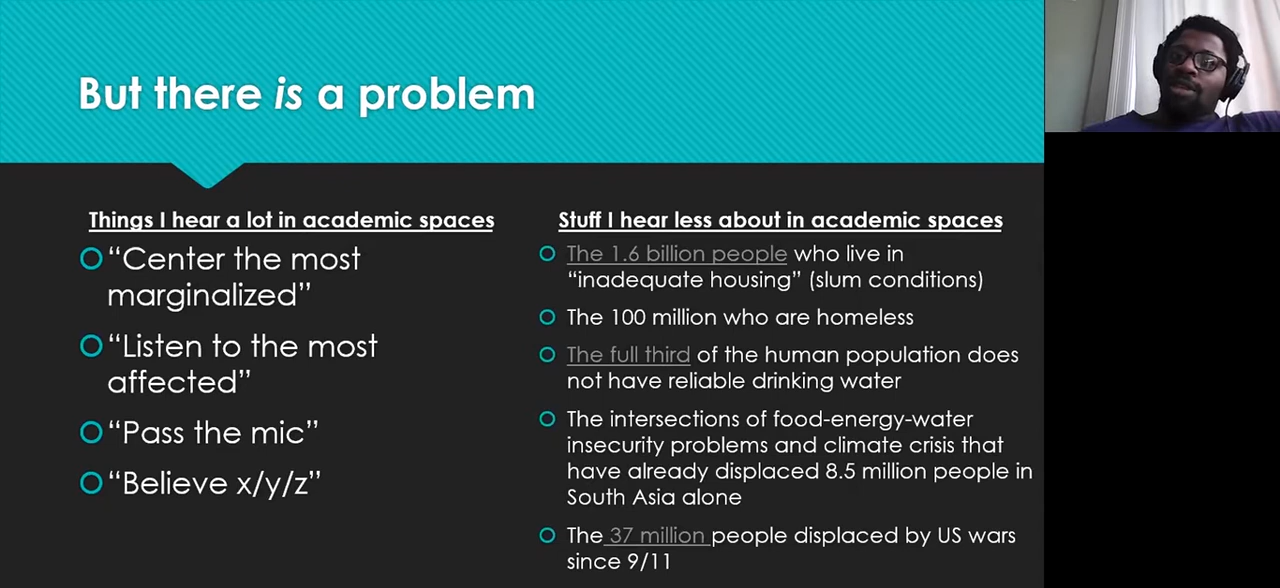 But there is a problem
Things I hear a lot in academic spaces
“Center the most
marginalized”
“Listen to the most
affected”
“Pass the mic”
“Believe x/y/z”
Stuff I hear less about in academic spaces
The 1.6 billion people who live in
“inadequate housing” (slum conditions)
The 100 million who are homeless
The full third of the human population does
not have reliable drinking water
The intersections of food-energy-water
insecurity problems and climate crisis that
have already displaced 8.5 million people in
South Asia alone
The 37 million people displaced by US wars
since 9/11